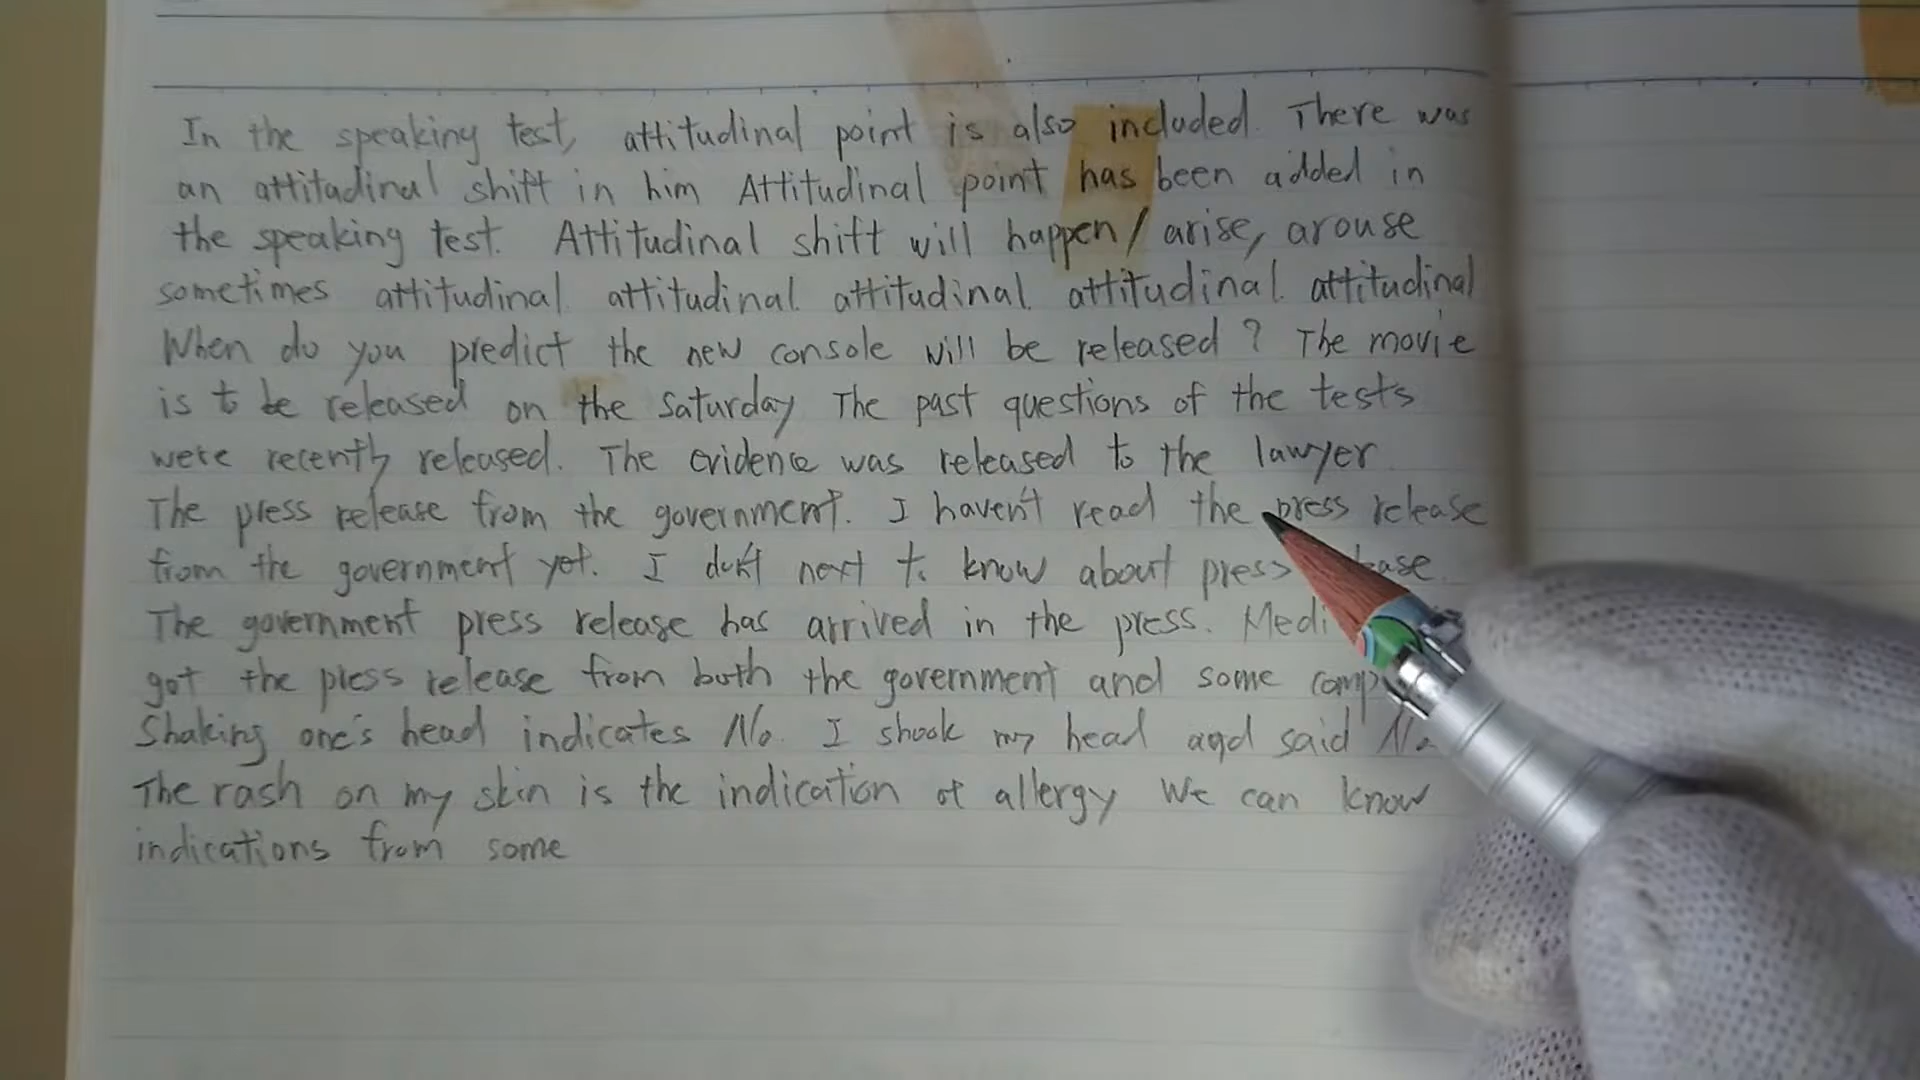 In the speaking test, attitudinal point is also included. There was
an attitudinal shift in him Attitudinal point has been added in
the speaking test. Attitudinal shift will happen / arise, arouse
sometimes attitudinal. attitudinal. attitudinal. attitudinal. attitudinal
When do you predict the new console will be released? The movie
is to be released on the Saturday The past questions of the tests
were recently released. The evidence was released to the lawyer.
The press release from the government. I haven't read the press release
from the government yet. I don't next to know about press
The government press release has arrived in the press.
got the press release from both the government and some
Shaking one's head indicates No. I shook my head and said No
The rash on my skin is the indication of allergy We can know
indications from some